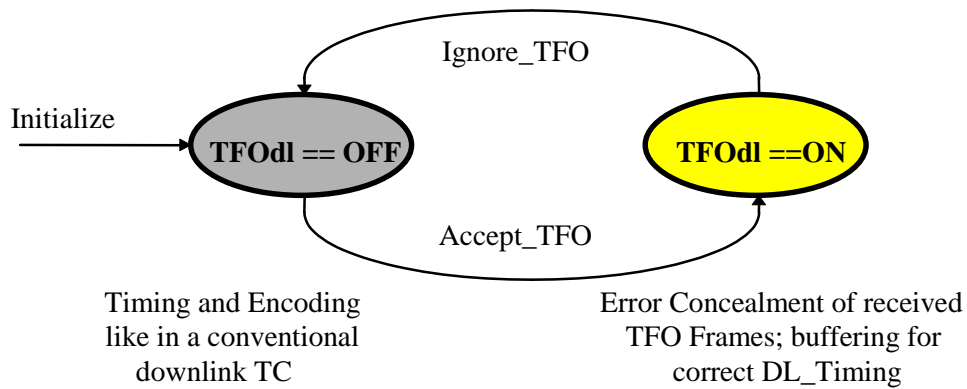 Ignore_TFO
Initialize
TFOdl == OFF
TFOdl ==ON
Accept_TFO
Timing and Encoding
like in a conventional
downlink TC
Error Concealment of received
TFO Frames; buffering for
correct DL_Timing